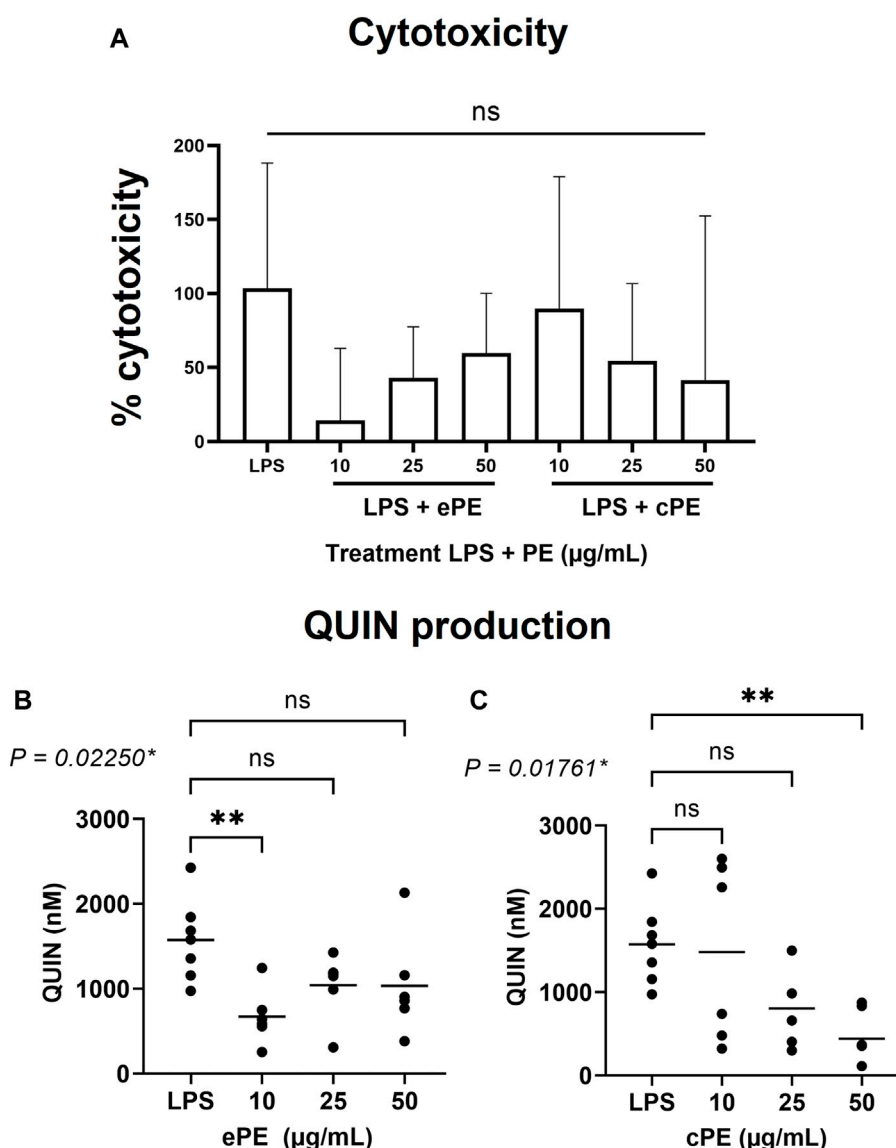 A
Cytotoxicity
ns
% cytotoxicity
200
150
100
50
0
LPS 10 25 50 10 25 50
LPS + ePE LPS + cPE
Treatment LPS + PE (µg/mL)
QUIN production
B
ns
P = 0.02250*
ns
**
QUIN (nM)
3000
2000
1000
0
LPS 10 25 50
ePE (µg/mL)
C
**
P = 0.01761*
ns
ns
QUIN (nM)
3000
2000
1000
0
LPS 10 25 50
cPE (µg/mL)